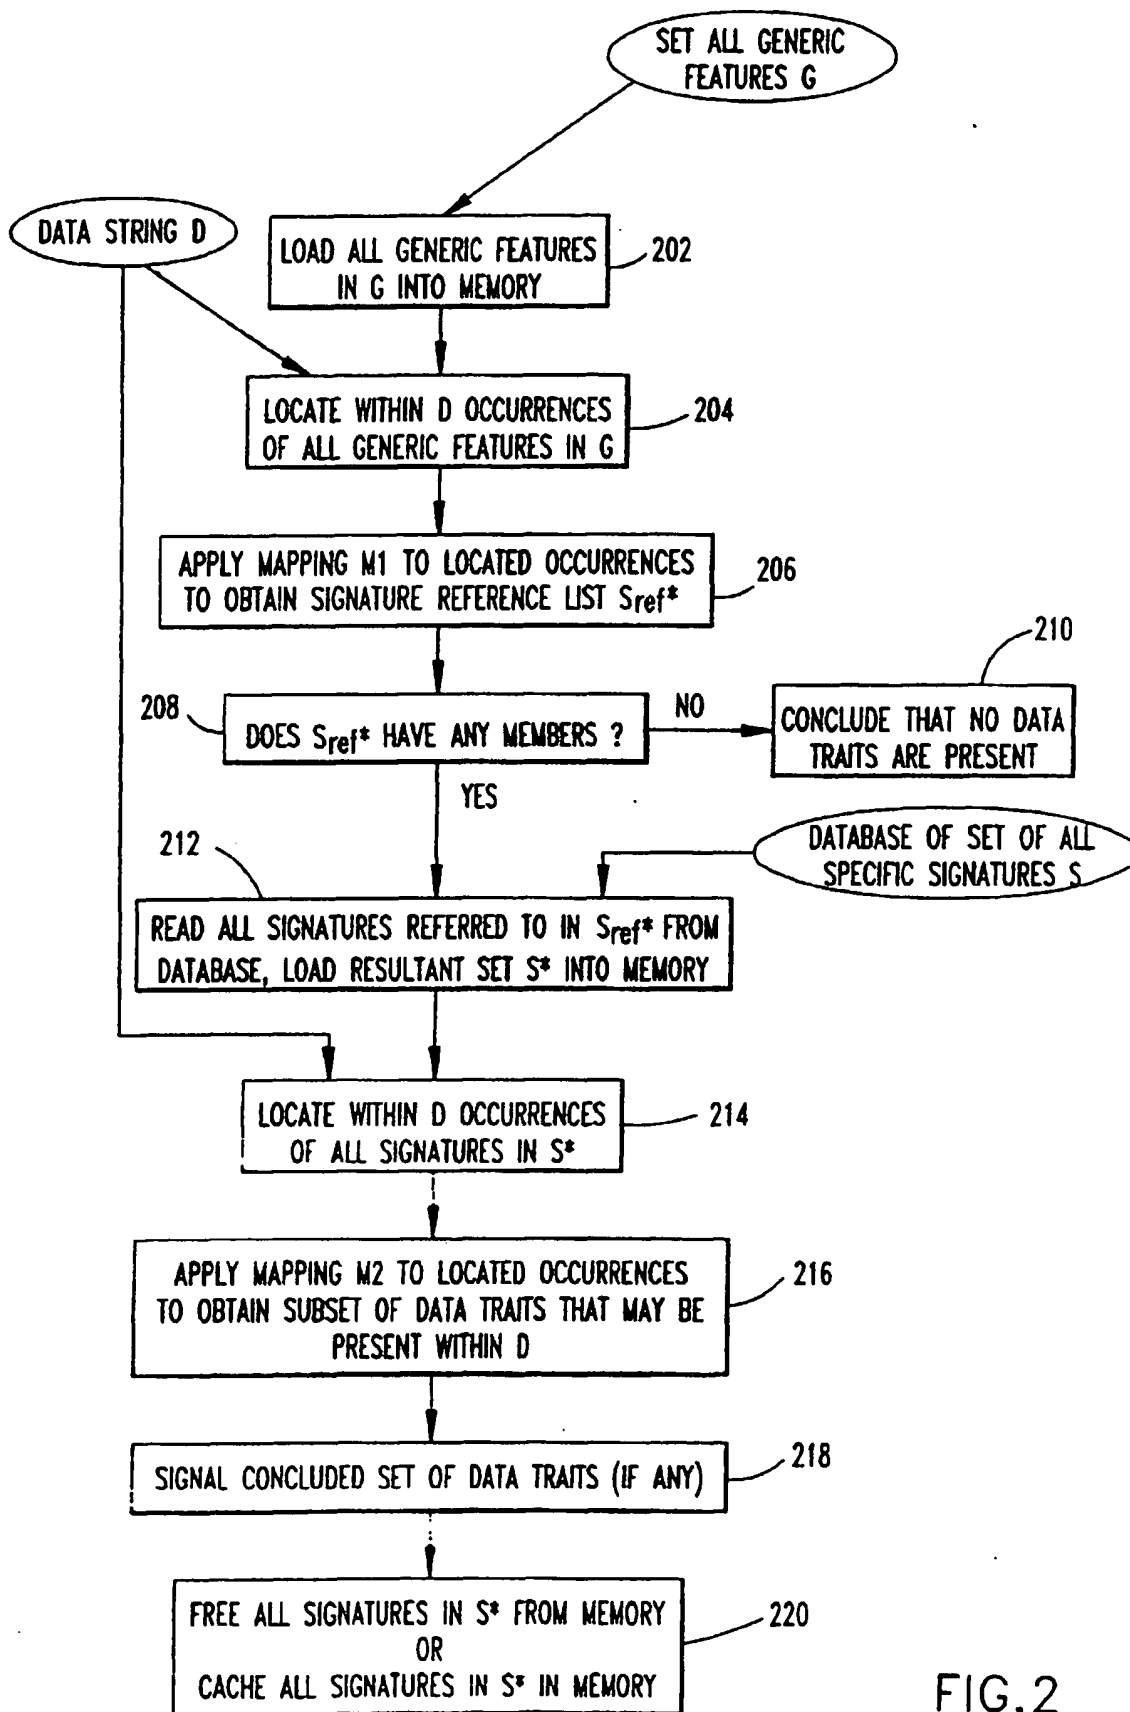 SET ALL GENERIC
FEATURES G
DATA STRING D
LOAD ALL GENERIC FEATURES
IN G INTO MEMORY
202
LOCATE WITHIN D OCCURRENCES
OF ALL GENERIC FEATURES IN G
204
APPLY MAPPING M1 TO LOCATED OCCURRENCES
TO OBTAIN SIGNATURE REFERENCE LIST Sref*
206
208
DOES Sref* HAVE ANY MEMBERS ?
NO
210
CONCLUDE THAT NO DATA
TRAITS ARE PRESENT
YES
DATABASE OF SET OF ALL
SPECIFIC SIGNATURES S
212
READ ALL SIGNATURES REFERRED TO IN Sref* FROM
DATABASE, LOAD RESULTANT SET S* INTO MEMORY
LOCATE WITHIN D OCCURRENCES
OF ALL SIGNATURES IN S*
214
APPLY MAPPING M2 TO LOCATED OCCURRENCES
TO OBTAIN SUBSET OF DATA TRAITS THAT MAY BE
PRESENT WITHIN D
216
SIGNAL CONCLUDED SET OF DATA TRAITS (IF ANY)
218
FREE ALL SIGNATURES IN S* FROM MEMORY
OR
CACHE ALL SIGNATURES IN S* IN MEMORY
220
FIG.2